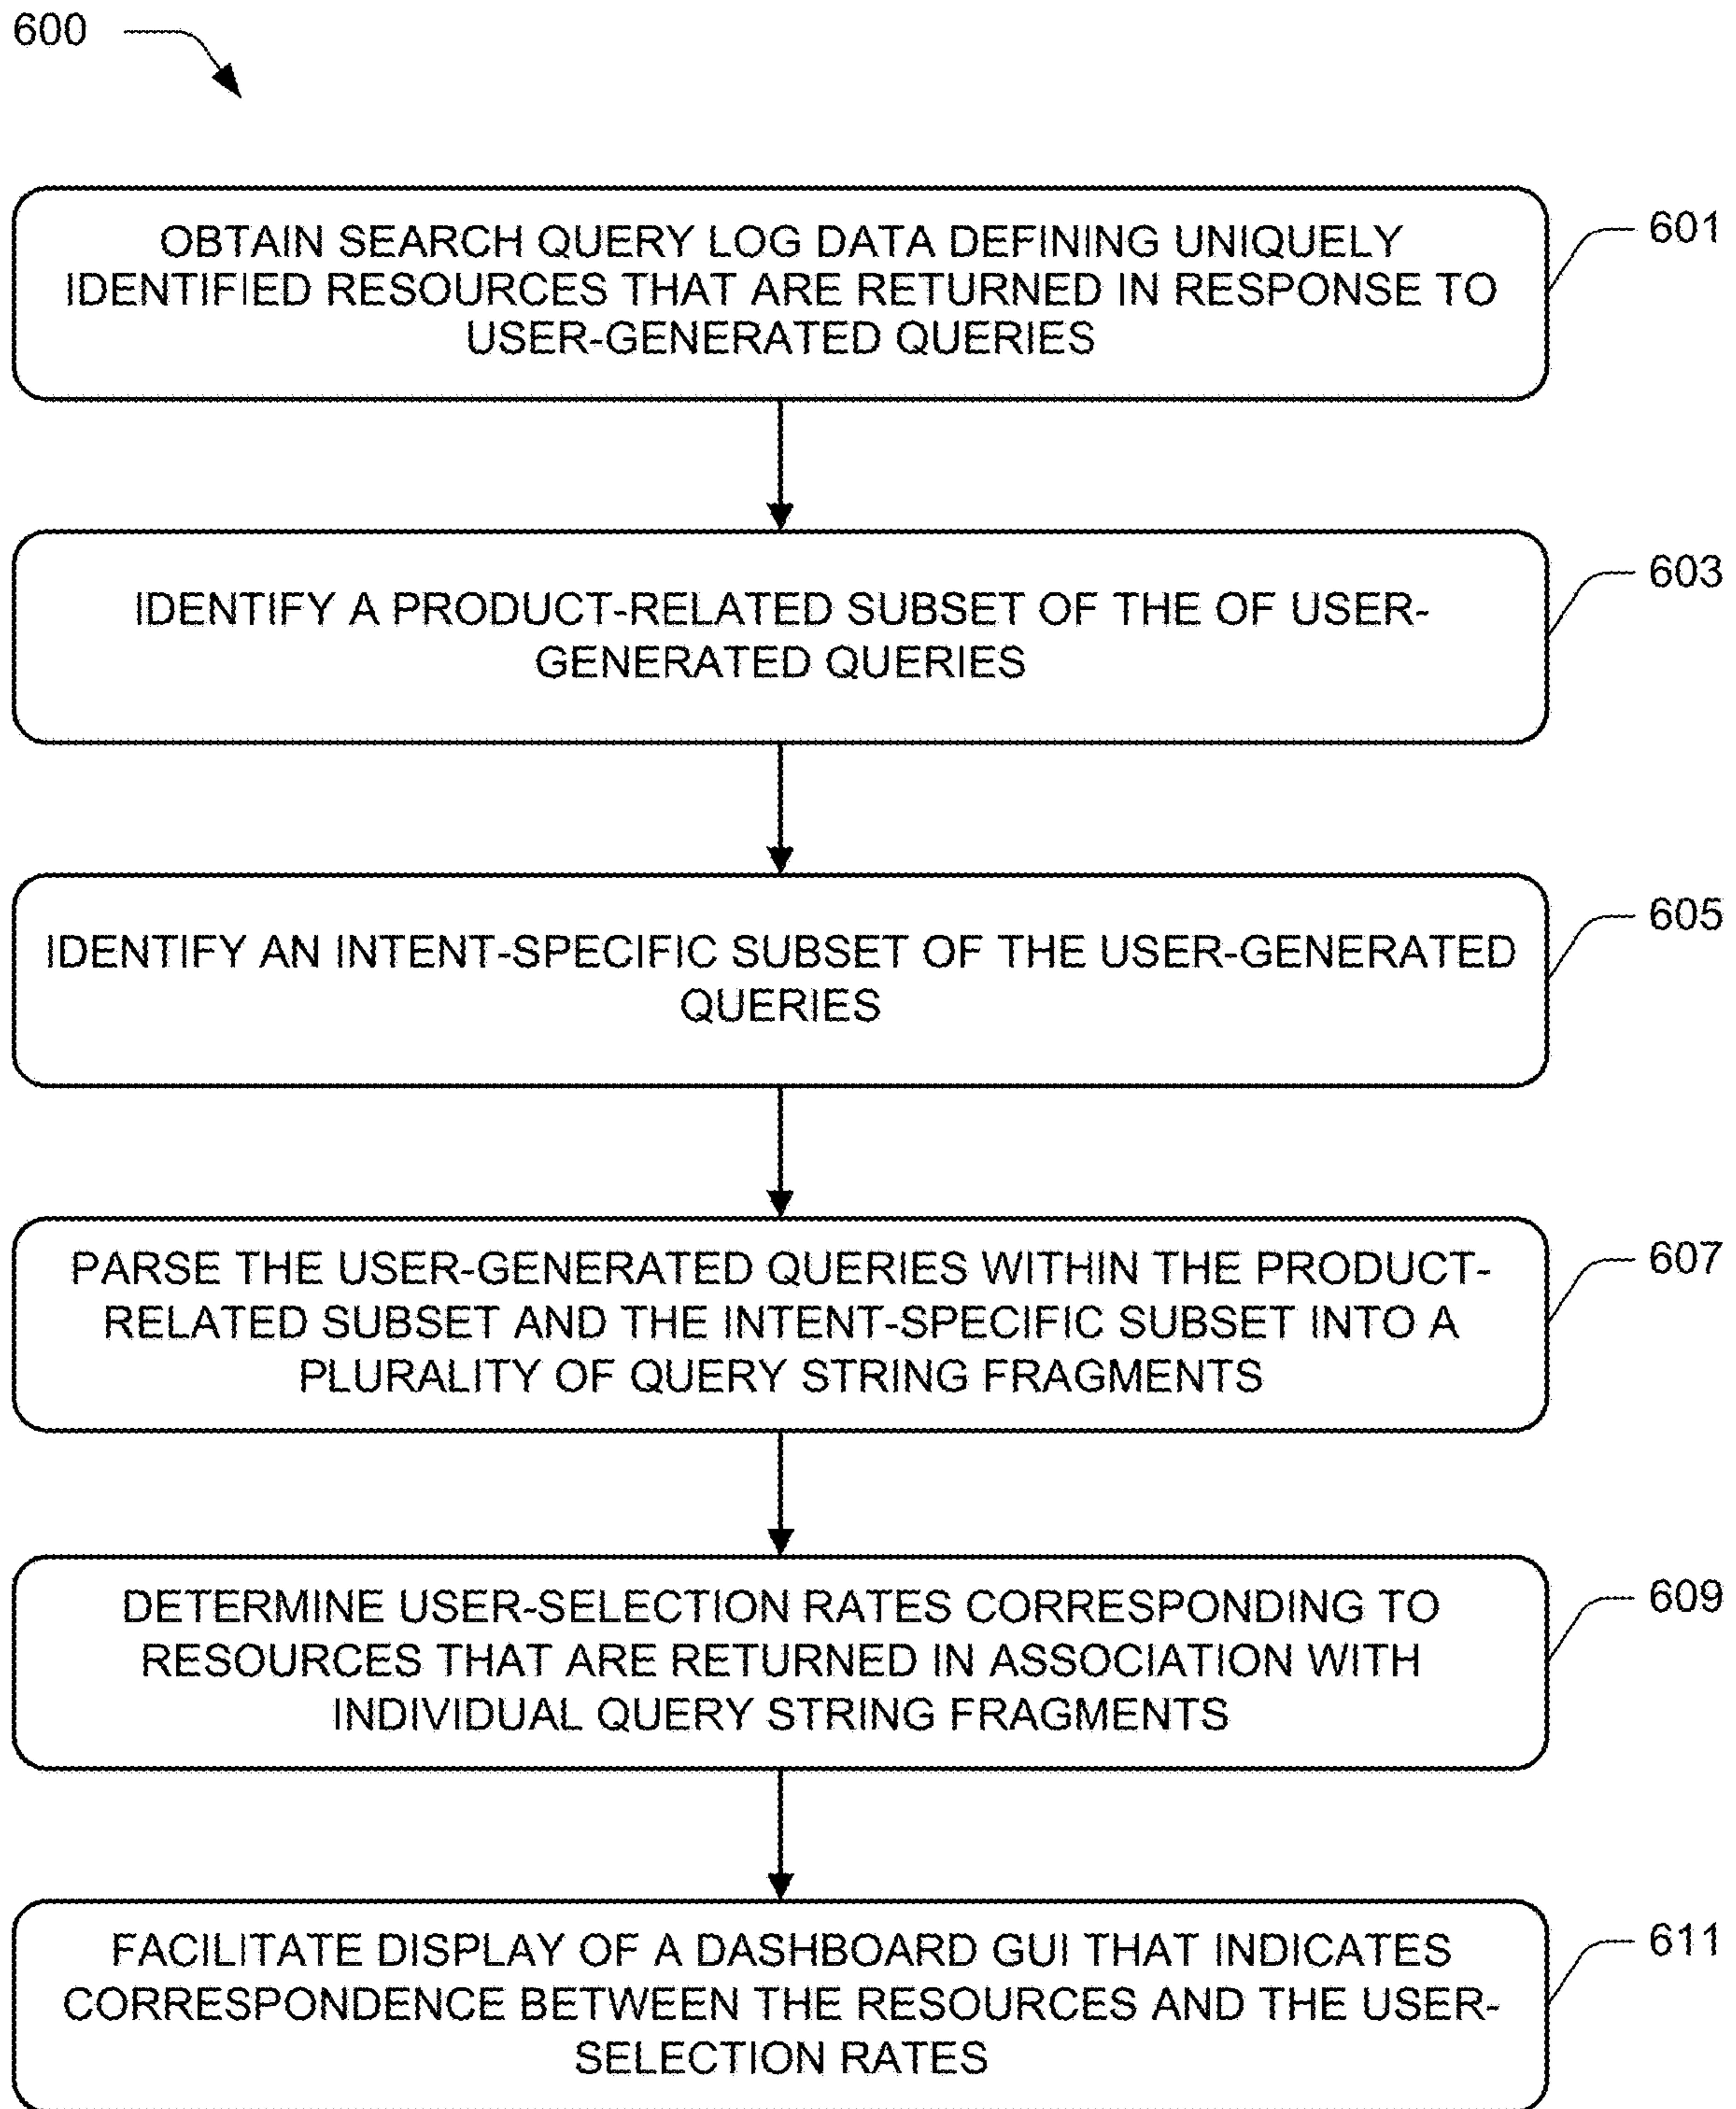 600
OBTAIN SEARCH QUERY LOG DATA DEFINING UNIQUELY
IDENTIFIED RESOURCES THAT ARE RETURNED IN RESPONSE TO
USER-GENERATED QUERIES
601
IDENTIFY A PRODUCT-RELATED SUBSET OF THE OF USER-
GENERATED QUERIES
603
IDENTIFY AN INTENT-SPECIFIC SUBSET OF THE USER-GENERATED
QUERIES
605
PARSE THE USER-GENERATED QUERIES WITHIN THE PRODUCT-
RELATED SUBSET AND THE INTENT-SPECIFIC SUBSET INTO A
PLURALITY OF QUERY STRING FRAGMENTS
607
DETERMINE USER-SELECTION RATES CORRESPONDING TO
RESOURCES THAT ARE RETURNED IN ASSOCIATION WITH
INDIVIDUAL QUERY STRING FRAGMENTS
609
FACILITATE DISPLAY OF A DASHBOARD GUI THAT INDICATES
CORRESPONDENCE BETWEEN THE RESOURCES AND THE USER-
SELECTION RATES
611